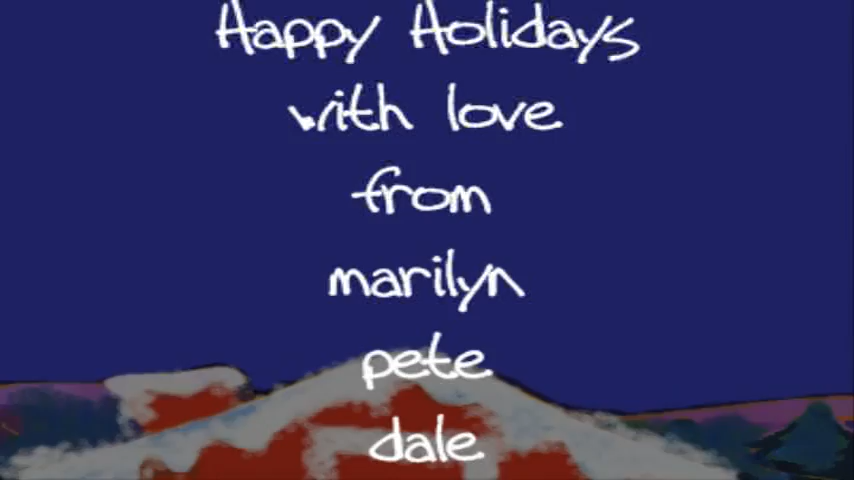 Happy Holidays
with love
from
marilyn
pete
dale